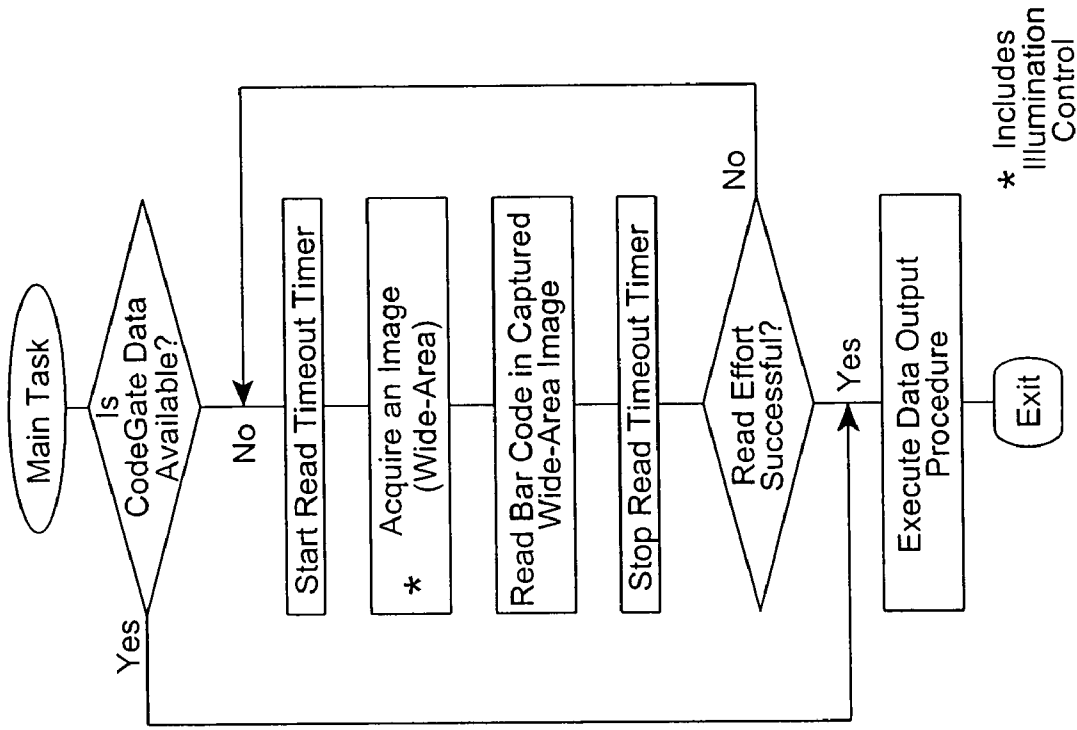 Main Task
Is
CodeGate Data
Available?
Yes
No
Start Read Timeout Timer
* Acquire an Image
(Wide-Area)
Read Bar Code in Captured
Wide-Area Image
Stop Read Timeout Timer
Read Effort
Successful?
No
Yes
Execute Data Output
Procedure
Exit
* Includes
Illumination
Control